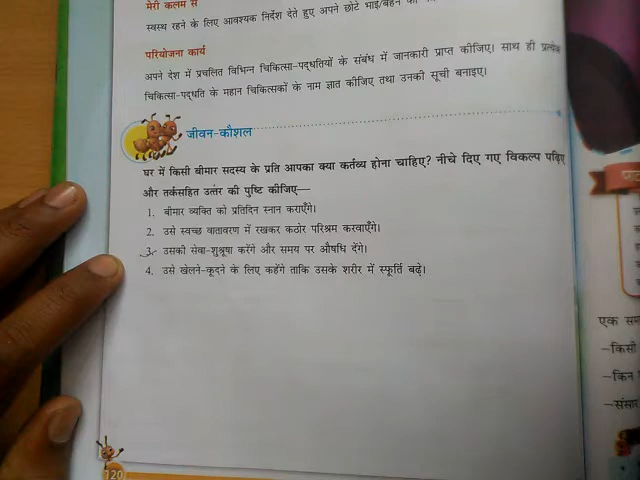 मेरी कलम से
स्वस्थ रहने के लिए आवश्यक निर्देश देते हुए अपने छोटे भाई/बहन
परियोजना कार्य
अपने देश में प्रचलित विभिन्न चिकित्सा-पद्धतियों के संबंध में जानकारी प्राप्त कीजिए। साथ ही प्रत्येक
चिकित्सा-पद्धति के महान चिकित्सकों के नाम ज्ञात कीजिए तथा उनकी सूची बनाइए।
जीवन-कौशल
घर में किसी बीमार सदस्य के प्रति आपका क्या कर्तव्य होना चाहिए? नीचे दिए गए विकल्प पढ़िए
और तर्कसहित उत्तर की पुष्टि कीजिए—
1. बीमार व्यक्ति को प्रतिदिन स्नान कराएँगे।
2. उसे स्वच्छ वातावरण में रखकर कठोर परिश्रम करवाएँगे।
3. उसकी सेवा-शुश्रूषा करेंगे और समय पर औषधि देंगे।
4. उसे खेलने-कूदने के लिए कहेंगे ताकि उसके शरीर में स्फूर्ति बढ़े।
120
एक
–किसी
–किन
–संसार